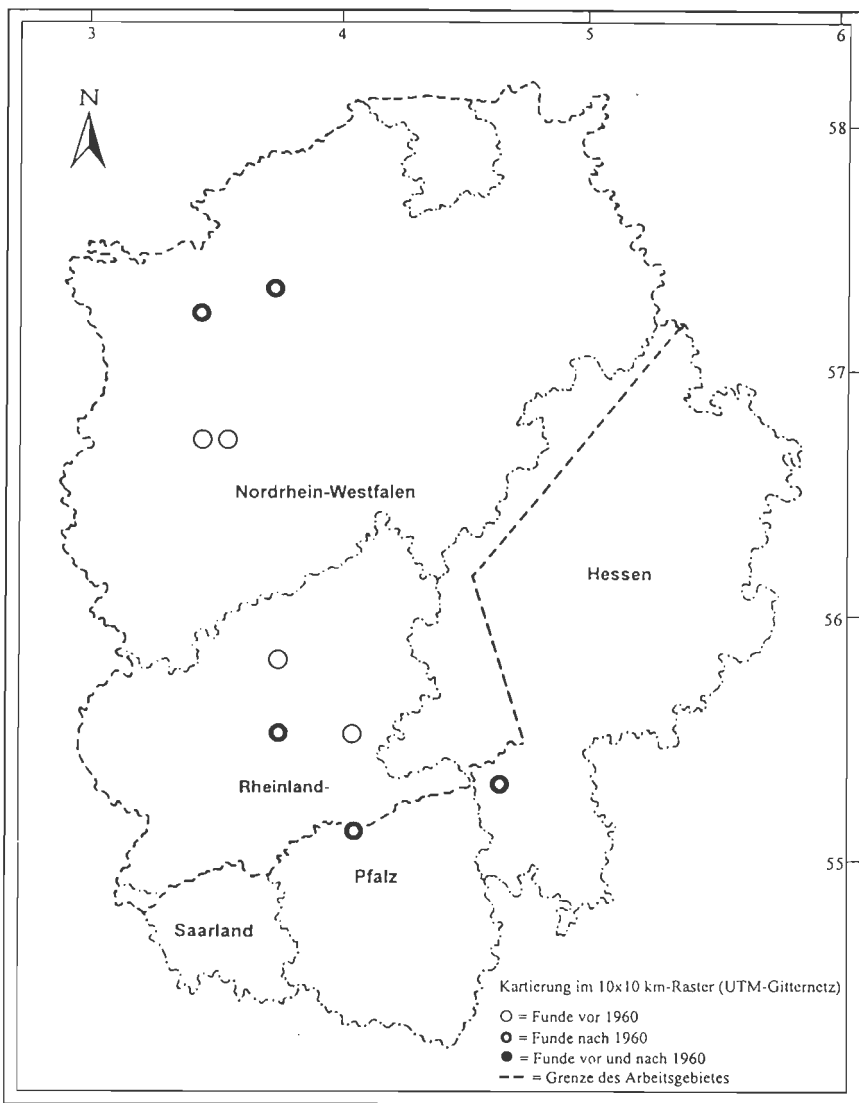 3 4 5 6
N
58
57
Nordrhein-Westfalen
Hessen
56
Rheinland-
55
Pfalz
Saarland
Kartierung im 10x10 km-Raster (UTM-Gitternetz)
= Funde vor 1960
= Funde nach 1960
= Funde vor und nach 1960
= Grenze des Arbeitsgebietes